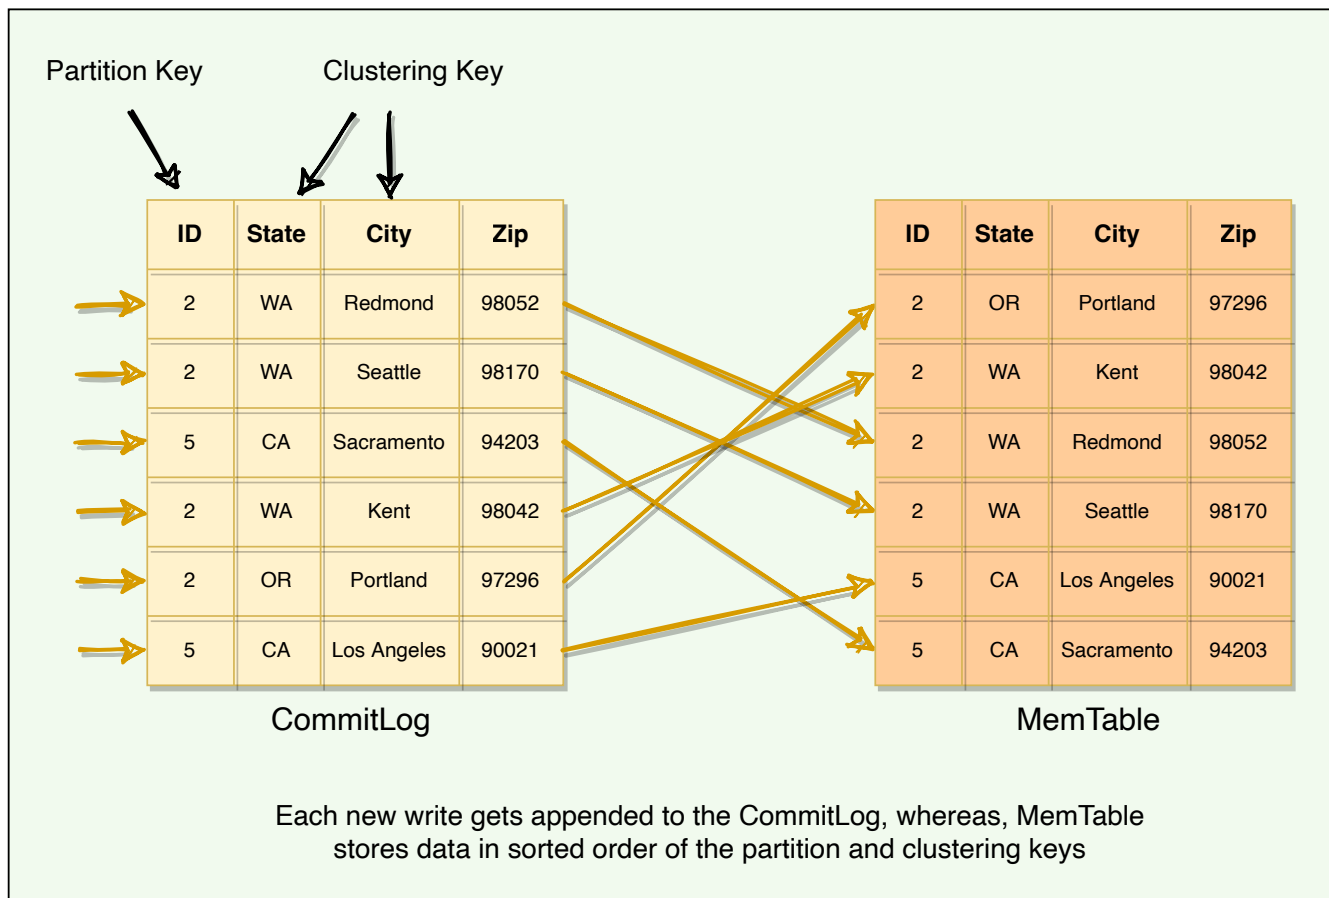 Partition Key Clustering Key
ID State City Zip
2 WA Redmond 98052
2 WA Seattle 98170
5 CA Sacramento 94203
2 WA Kent 98042
2 OR Portland 97296
5 CA Los Angeles 90021
CommitLog
ID State City Zip
2 OR Portland 97296
2 WA Kent 98042
2 WA Redmond 98052
2 WA Seattle 98170
5 CA Los Angeles 90021
5 CA Sacramento 94203
MemTable
Each new write gets appended to the CommitLog, whereas, MemTable
stores data in sorted order of the partition and clustering keys